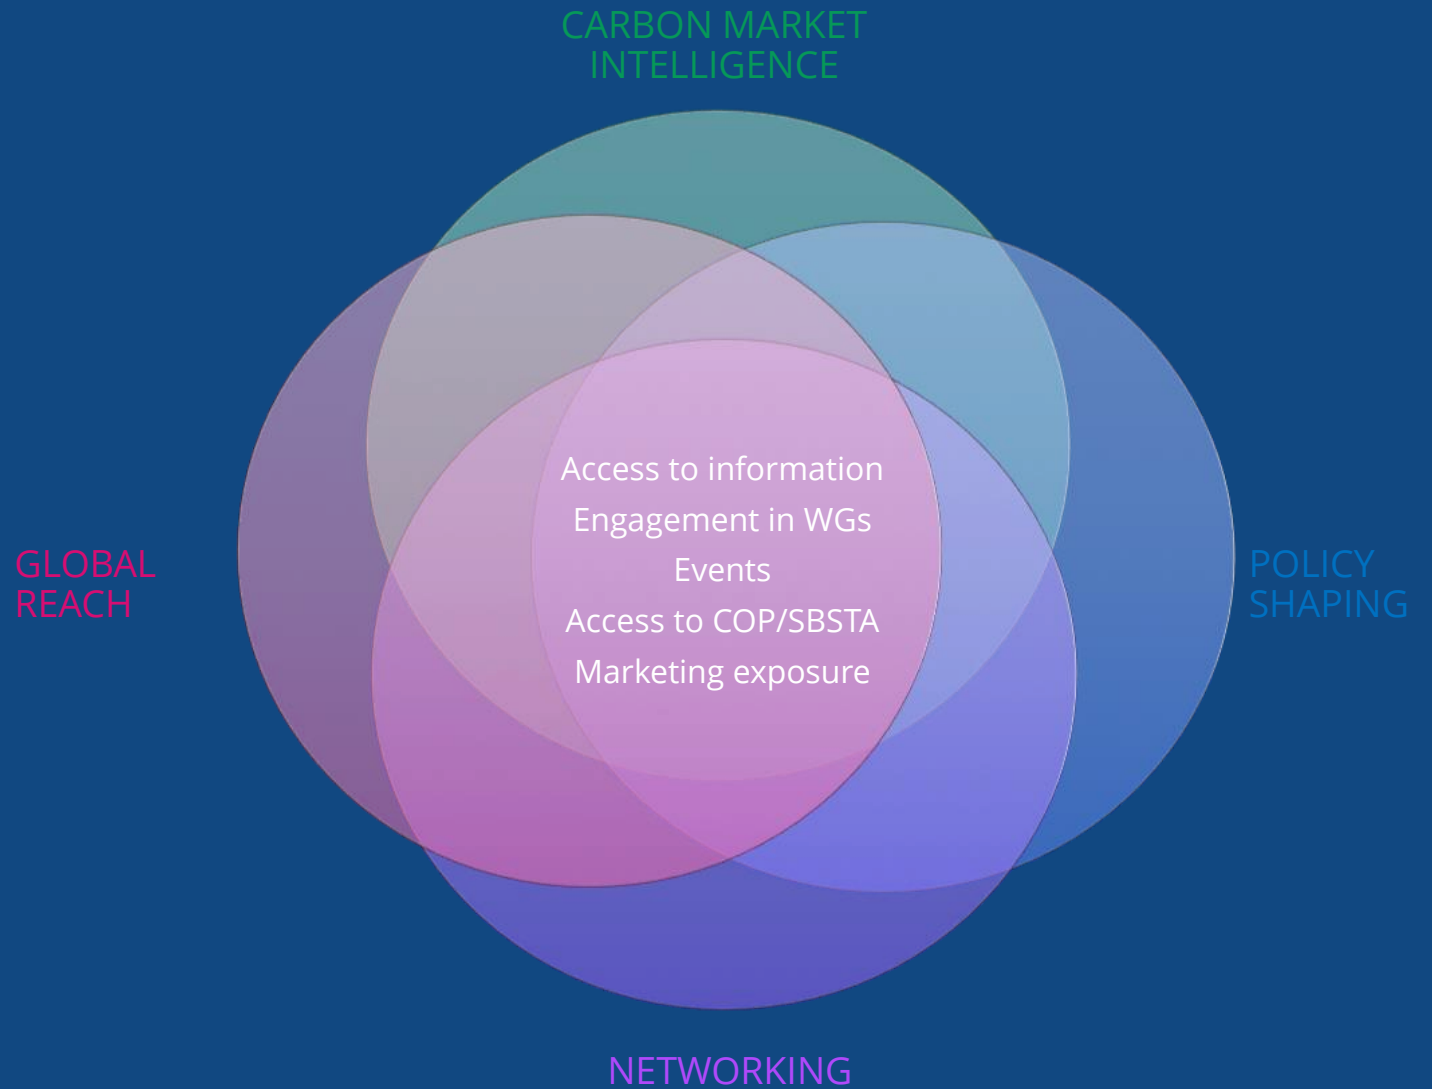 CARBON MARKET
INTELLIGENCE
Access to information
Engagement in WGs
Events
Access to COP/SBSTA
Marketing exposure
GLOBAL
REACH
POLICY
SHAPING
NETWORKING